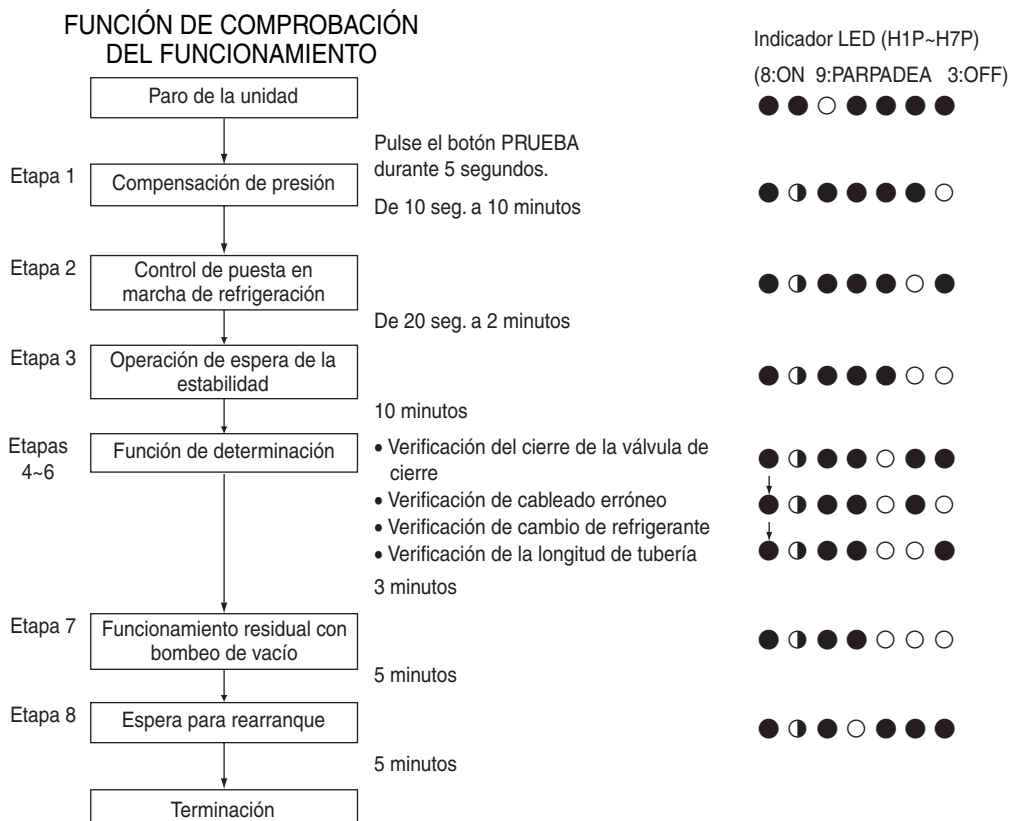 FUNCIÓN DE COMPROBACIÓN
DEL FUNCIONAMIENTO
Indicador LED (H1P~H7P)
(8:ON 9:PARPADEA 3:OFF)
Paro de la unidad
Pulse el botón PRUEBA
durante 5 segundos.
Etapa 1
Compensación de presión
De 10 seg. a 10 minutos
Etapa 2
Control de puesta en
marcha de refrigeración
De 20 seg. a 2 minutos
Etapa 3
Operación de espera de la
estabilidad
10 minutos
Etapas
4~6
Función de determinación
• Verificación del cierre de la válvula de
cierre
• Verificación de cableado erróneo
• Verificación de cambio de refrigerante
• Verificación de la longitud de tubería
3 minutos
Etapa 7
Funcionamiento residual con
bombeo de vacío
5 minutos
Etapa 8
Espera para rearranque
5 minutos
Terminación